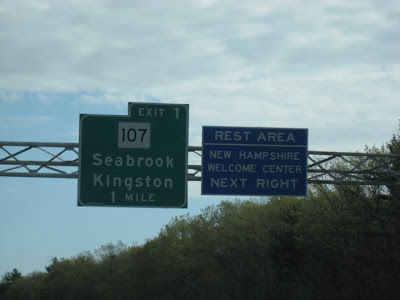 EXIT 1
107
Seabrook
Kingston
1 MILE
REST AREA
NEW HAMPSHIRE
WELCOME CENTER
NEXT RIGHT